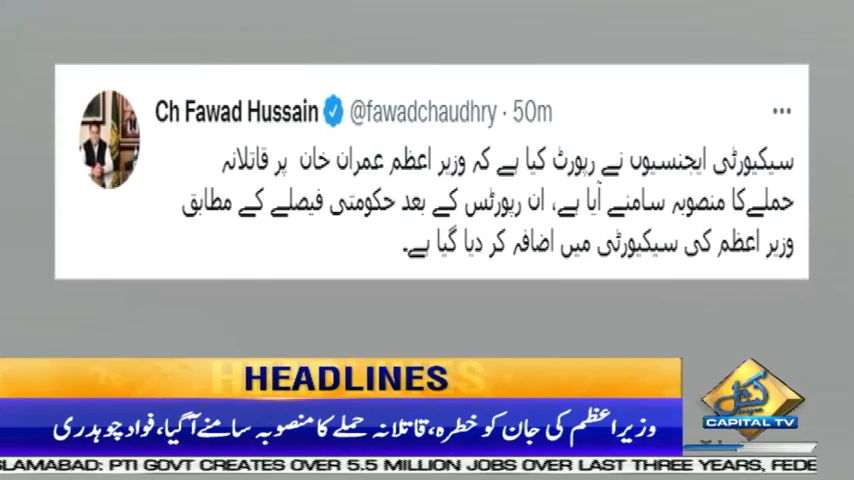 Ch Fawad Hussain @fawadchaudhry · 50m
سیکیورٹی ایجنسیوں نے رپورٹ کیا ہے کہ وزیر اعظم عمران خان پر قاتلانہ
حملےکا منصوبہ سامنے آیا ہے، ان رپورٹس کے بعد حکومتی فیصلے کے مطابق
وزیر اعظم کی سیکیورٹی میں اضافہ کر دیا گیا ہے۔
HEADLINES
وزیراعظم کی جان کو خطرہ،قاتلانہ حملے کا منصوبہ سامنے آگیا،فواد چوہدری
کیپیٹل
CAPITAL TV
SLAMABAD: PTI GOVT CREATES OVER 5.5 MILLION JOBS OVER LAST THREE YEARS, FEDE